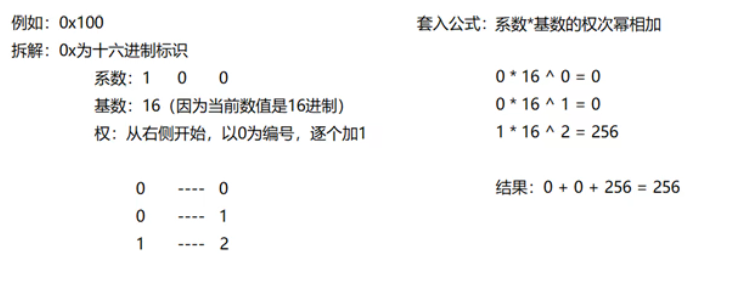 例如：0x100
拆解：0x为十六进制标识
系数：1 0 0
基数：16（因为当前数值是16进制）
权：从右侧开始，以0为编号，逐个加1
0 ---- 0
0 ---- 1
1 ---- 2
套入公式：系数*基数的权次幂相加
0 * 16 ^ 0 = 0
0 * 16 ^ 1 = 0
1 * 16 ^ 2 = 256
结果：0 + 0 + 256 = 256